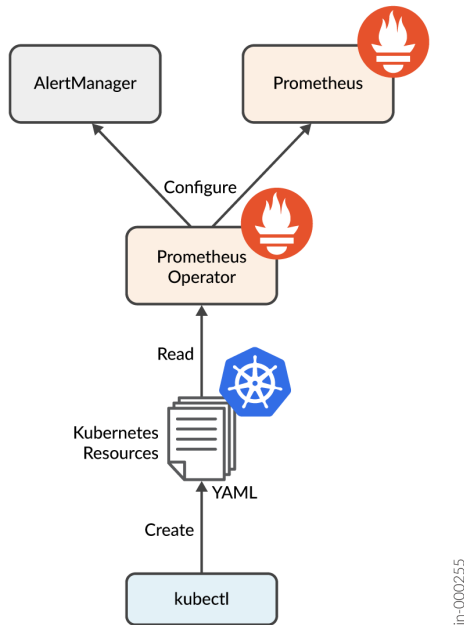 AlertManager
Prometheus
Configure
Prometheus
Operator
Read
Kubernetes
Resources
YAML
Create
kubectl
jn-000255